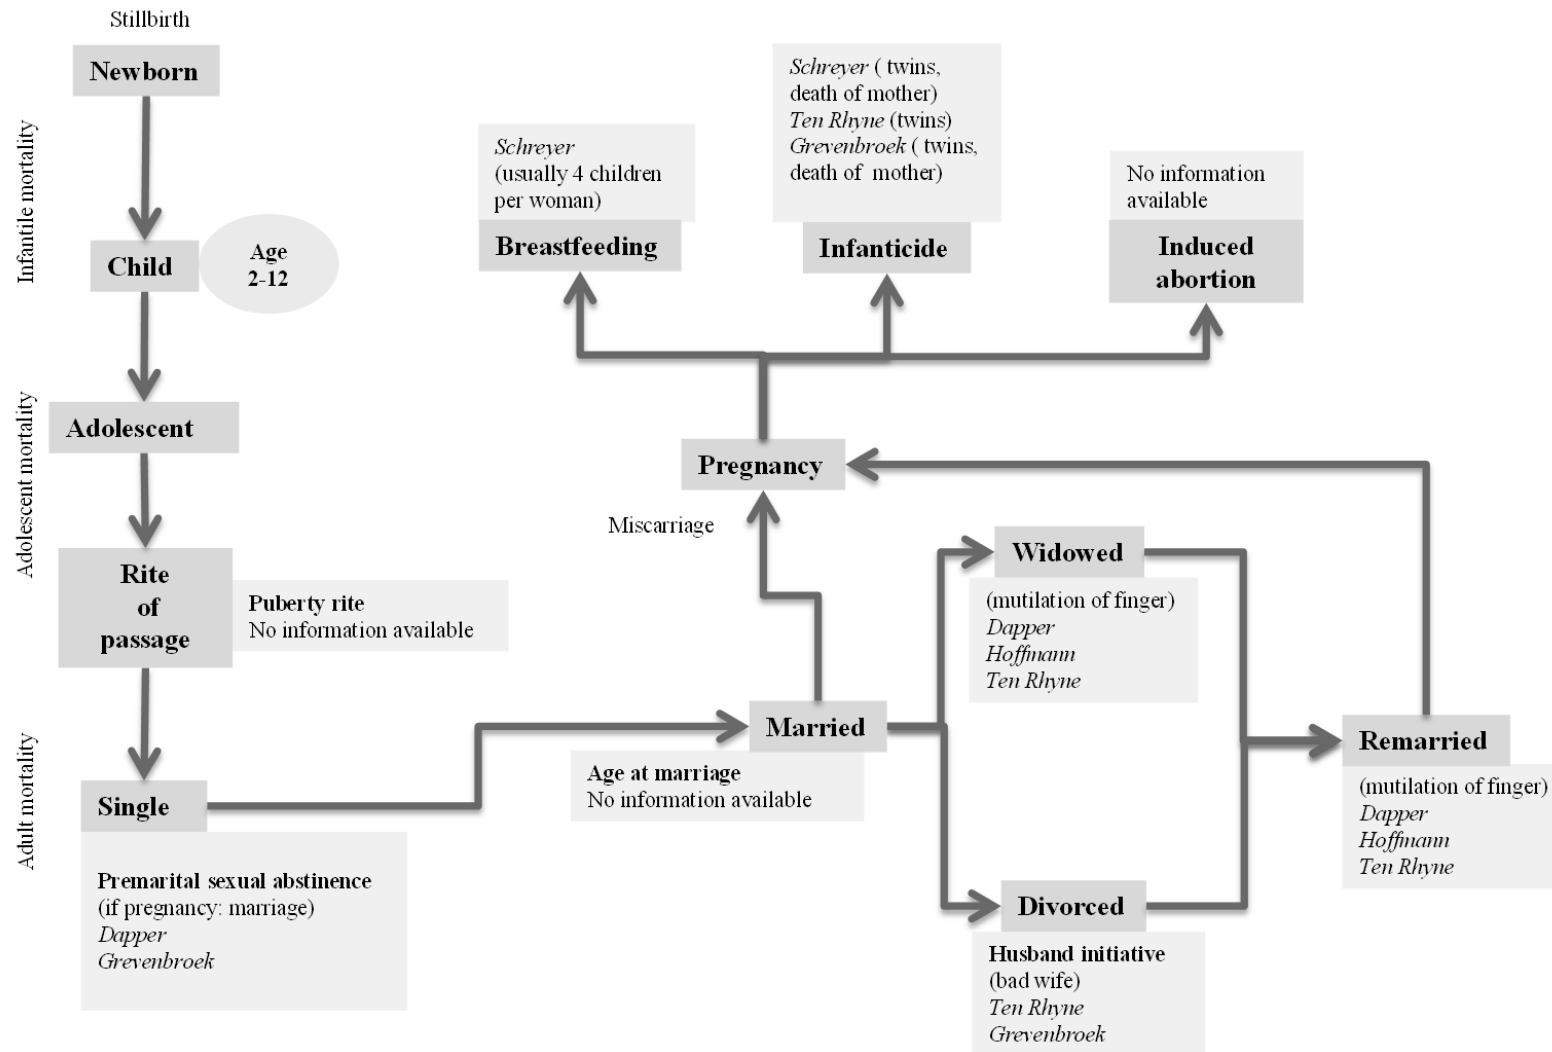 Stillbirth
Newborn
Infantile mortality
Child
Age
2-12
Adolescent mortality
Adolescent
Rite
of
passage
Puberty rite
No information available
Adult mortality
Single
Premarital sexual abstinence
(if pregnancy: marriage)
Dapper
Grevenbroek
Schreyer
(usually 4 children
per woman)
Breastfeeding
Schreyer ( twins,
death of mother)
Ten Rhyne (twins)
Grevenbroek ( twins,
death of mother)
Infanticide
No information
available
Induced
abortion
Pregnancy
Miscarriage
Married
Age at marriage
No information available
Widowed
(mutilation of finger)
Dapper
Hoffmann
Ten Rhyne
Divorced
Husband initiative
(bad wife)
Ten Rhyne
Grevenbroek
Remarried
(mutilation of finger)
Dapper
Hoffmann
Ten Rhyne